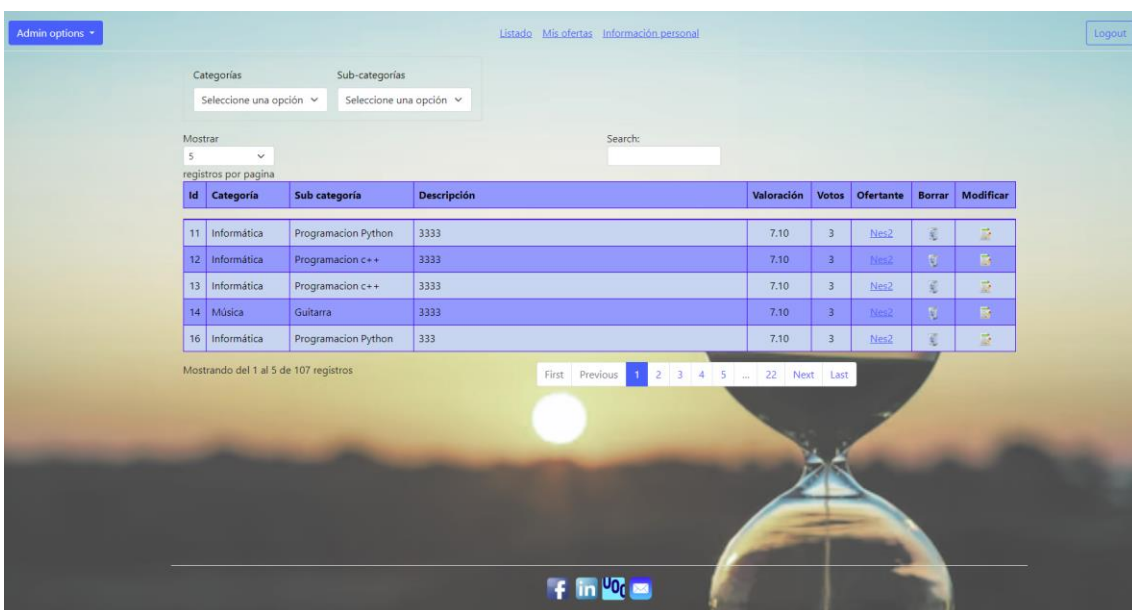 Admin options
Listado Mis ofertas Información personal
Logout
Categorías Sub-categorías
Seleccione una opción Seleccione una opción
Mostrar
5
registros por pagina
Search:
Id Categoría Sub categoría Descripción Valoración Votos Ofertante Borrar Modificar
11 Informática Programacion Python 3333 7.10 3 Nes2
12 Informática Programacion c++ 3333 7.10 3 Nes2
13 Informática Programacion c++ 3333 7.10 3 Nes2
14 Música Guitarra 3333 7.10 3 Nes2
16 Informática Programacion Python 333 7.10 3 Nes2
Mostrando del 1 al 5 de 107 registros
First Previous 1 2 3 4 5 ... 22 Next Last
f in UOC